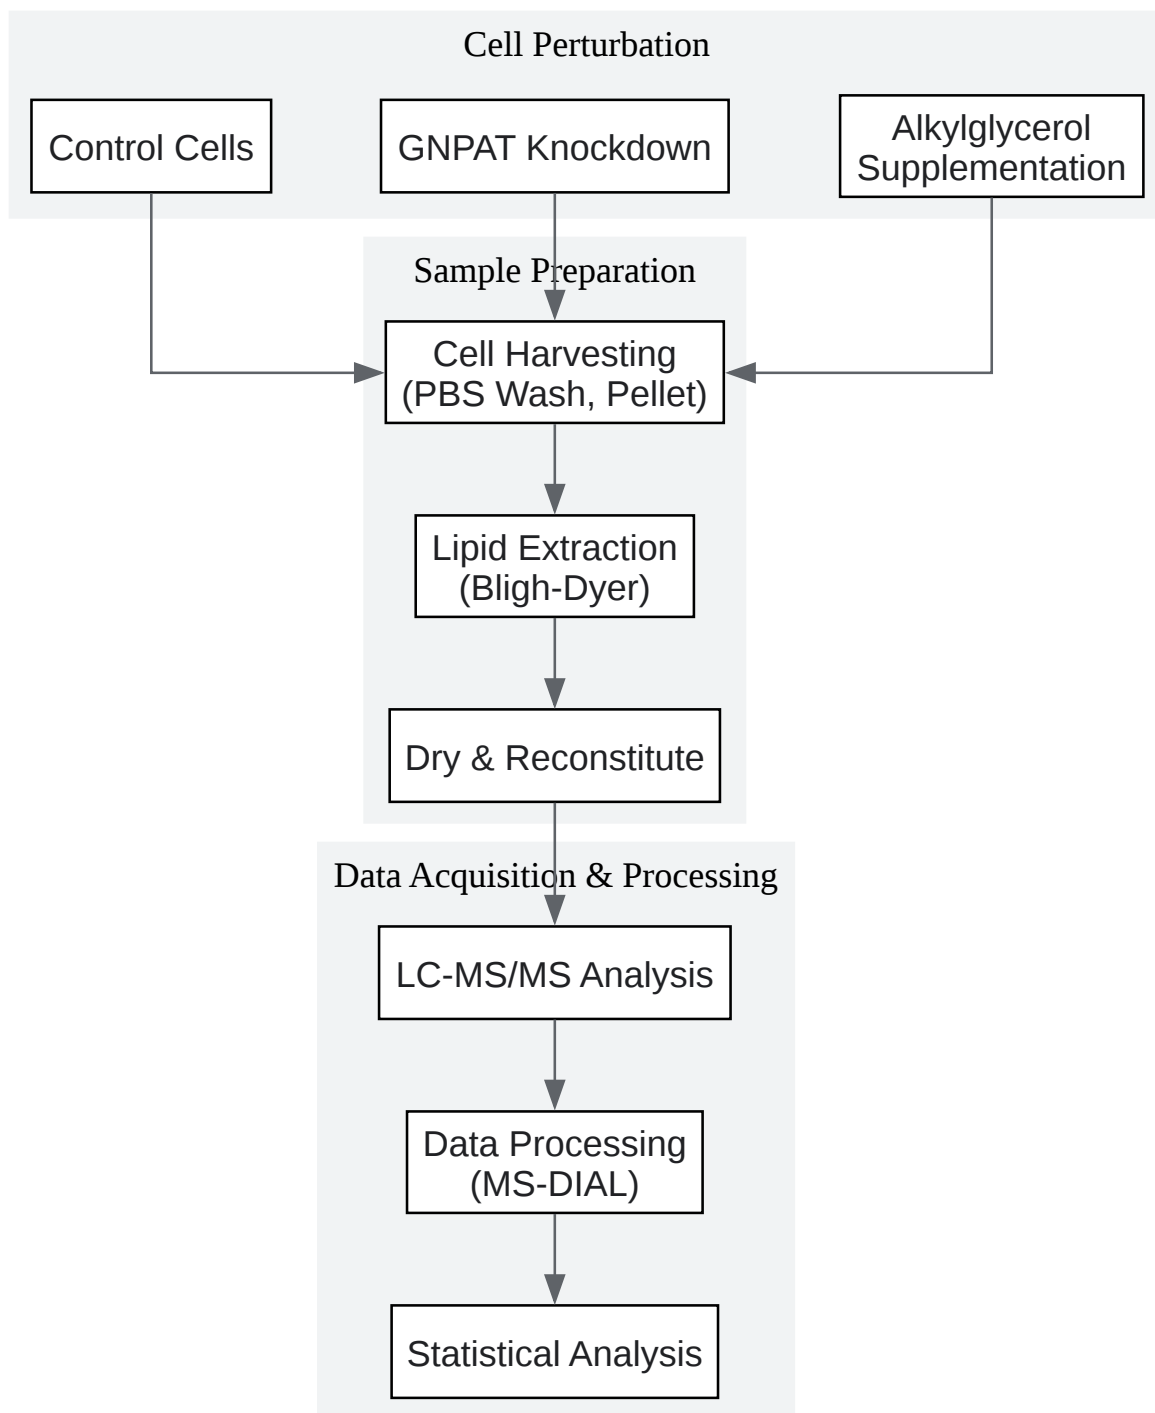 Cell Perturbation
Control Cells
GNPAT Knockdown
Alkylglycerol
Supplementation
Sample Preparation
Cell Harvesting
(PBS Wash, Pellet)
Lipid Extraction
(Bligh-Dyer)
Dry & Reconstitute
Data Acquisition & Processing
LC-MS/MS Analysis
Data Processing
(MS-DIAL)
Statistical Analysis